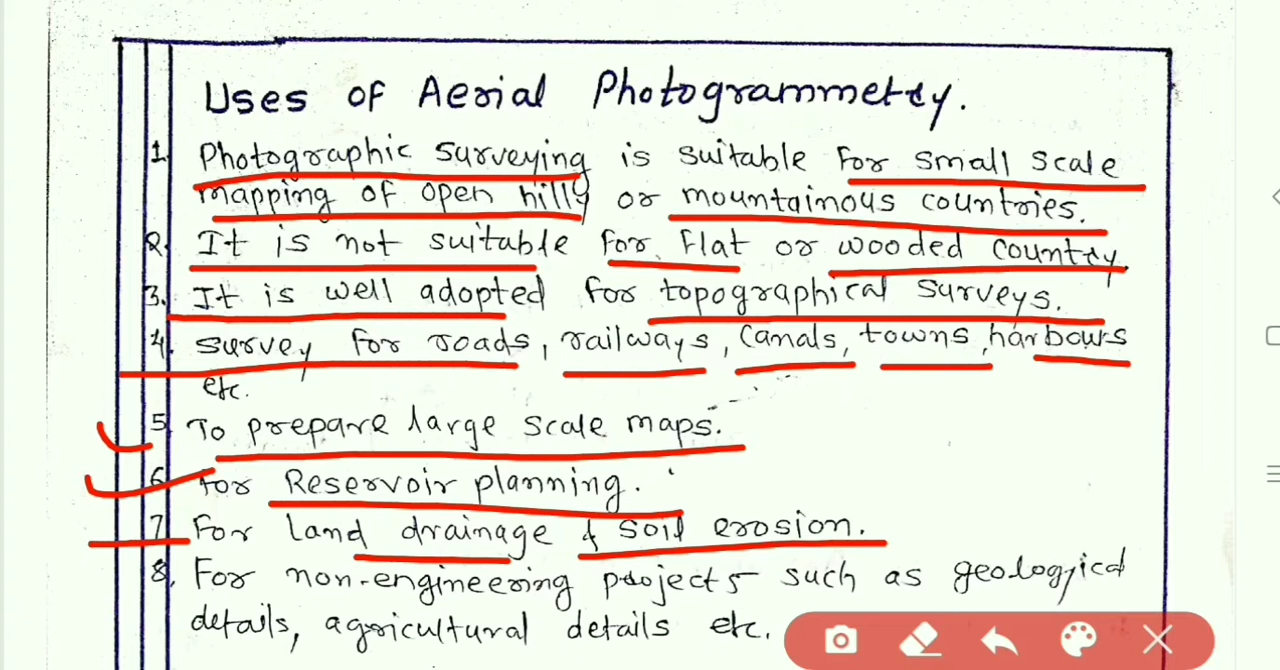 Uses of Aerial Photogrammetry.
1. Photographic surveying is suitable for small scale
mapping of open hilly or mountainous countries.
2. It is not suitable for flat or wooded country.
3. It is well adopted for topographical surveys.
4. survey for roads, railways, canals, towns, harbours
etc.
5. To prepare large scale maps.
6. for Reservoir planning.
7. For land drainage & soil erosion.
8. For non-engineering projects such as geological
details, agricultural details etc.